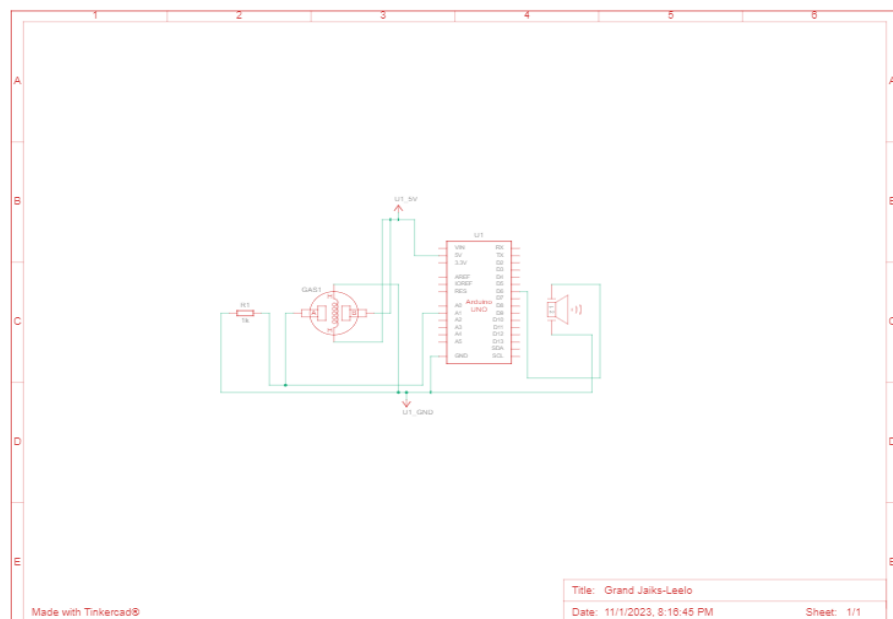 1 2 3 4 5 6
A A
U1_5V
B B
U1
VIN RX
5V TX
3.3V D2
D3
AREF D4
IOREF D5
RES D6
D7
A0 D8
A1 D9
A2 D10
A3 D11
A4 D12
A5 D13
SDA
GND SCL
Arduino
UNO
GAS1
H
A B
H
R1
1k
C C
U1_GND
D D
E E
Title: Grand Jaiks-Leelo
Made with Tinkercad® Date: 11/1/2023, 8:16:45 PM Sheet: 1/1